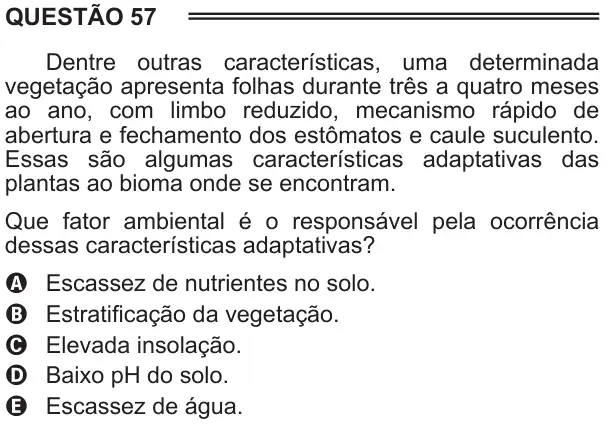 QUESTÃO 57
Dentre outras características, uma determinada
vegetação apresenta folhas durante três a quatro meses
ao ano, com limbo reduzido, mecanismo rápido de
abertura e fechamento dos estômatos e caule suculento.
Essas são algumas características adaptativas das
plantas ao bioma onde se encontram.
Que fator ambiental é o responsável pela ocorrência
dessas características adaptativas?
A Escassez de nutrientes no solo.
B Estratificação da vegetação.
C Elevada insolação.
D Baixo pH do solo.
E Escassez de água.